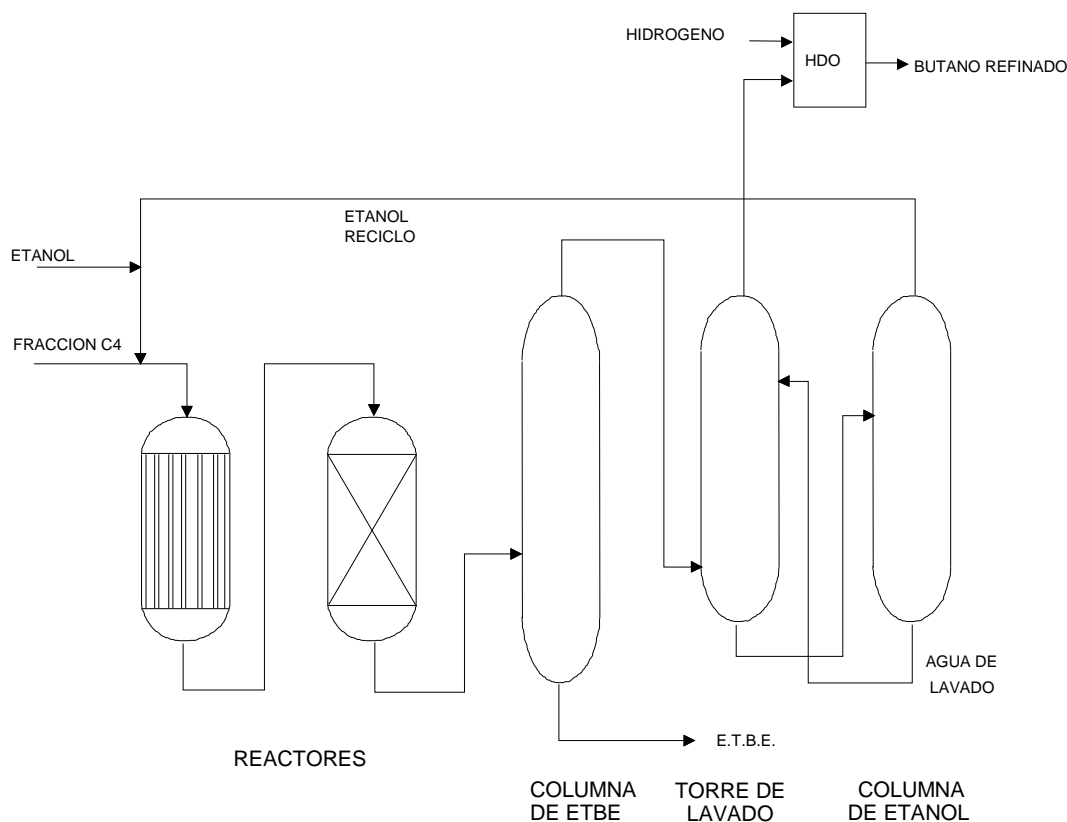 HIDROGENO
HDO
BUTANO REFINADO
ETANOL
RECICLO
ETANOL
FRACCION C4
AGUA DE
LAVADO
E.T.B.E.
REACTORES
COLUMNA
DE ETBE
TORRE DE
LAVADO
COLUMNA
DE ETANOL